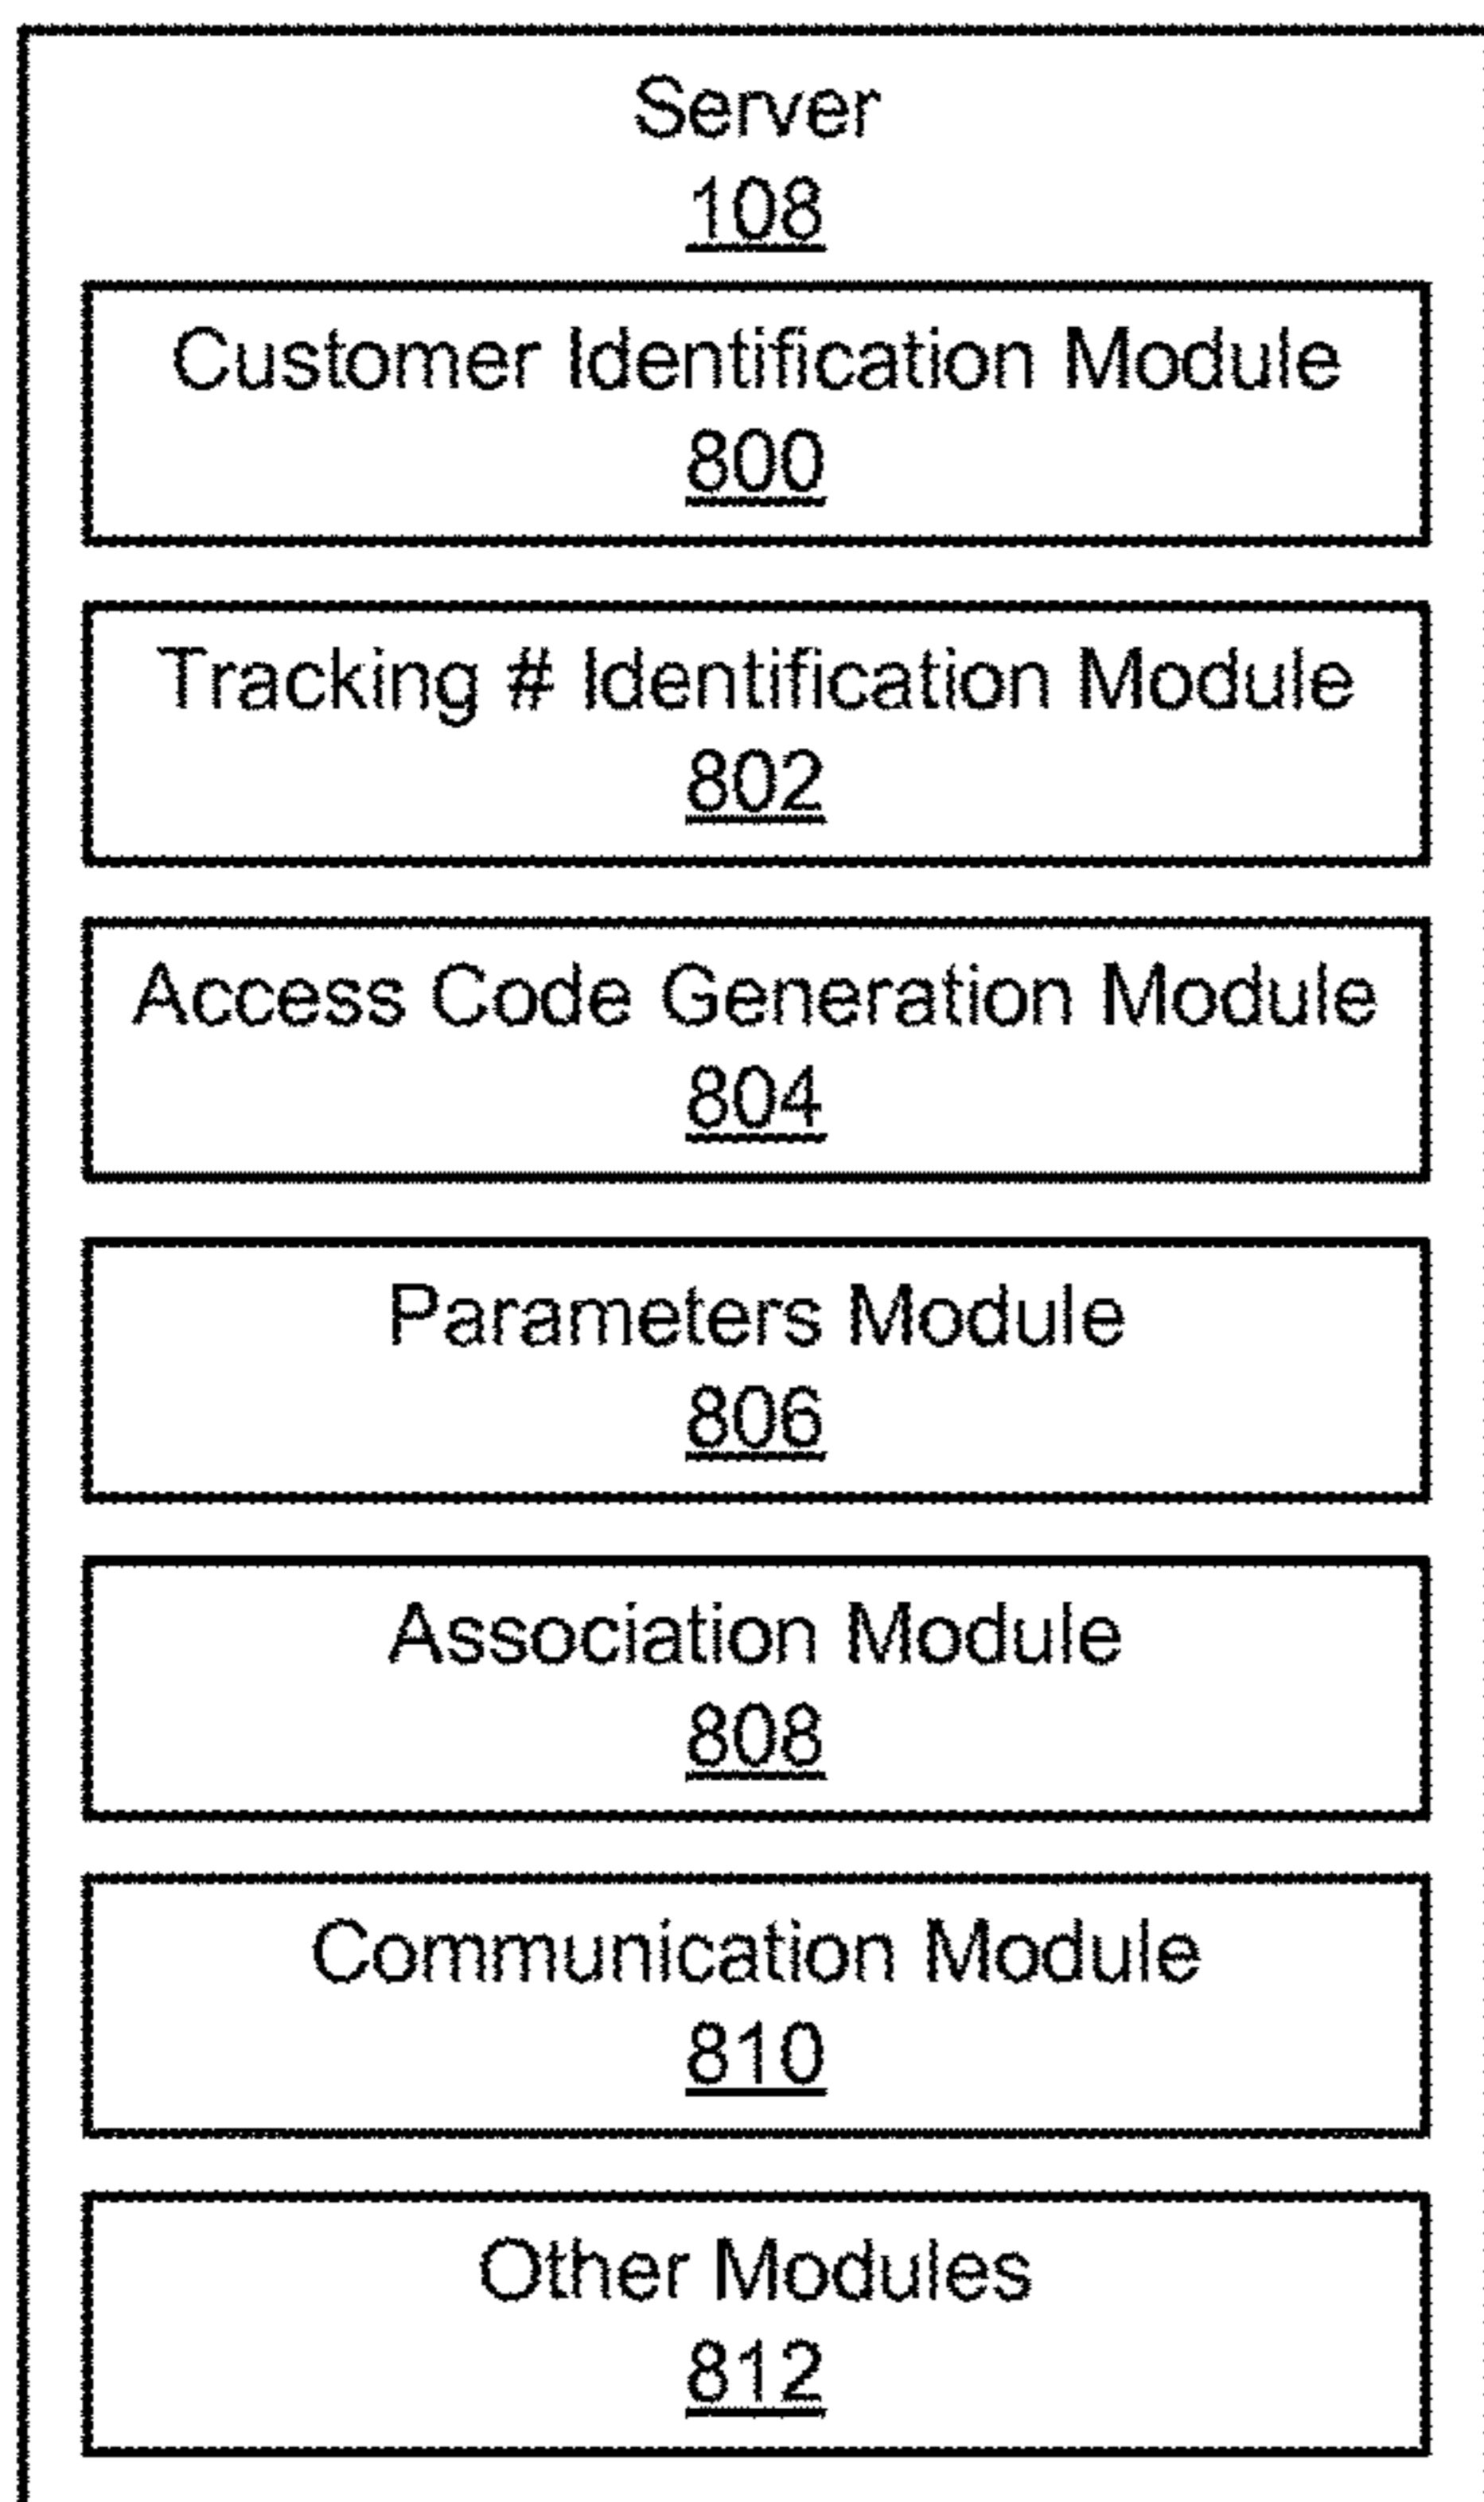 Server
108
Customer Identification Module
800
Tracking # Identification Module
802
Access Code Generation Module
804
Parameters Module
806
Association Module
808
Communication Module
810
Other Modules
812